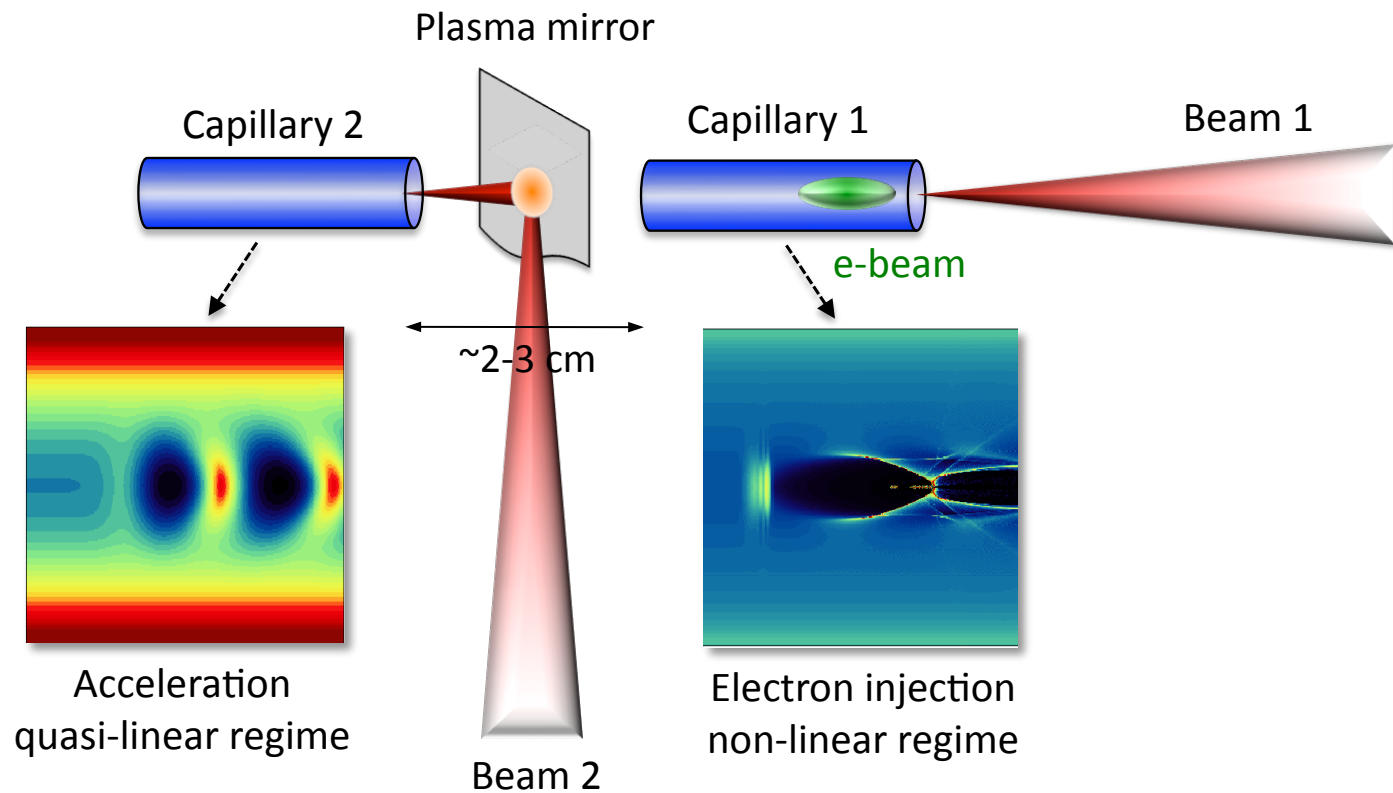 Plasma mirror
Capillary 2
Capillary 1
Beam 1
e-beam
~2-3 cm
Acceleration
quasi-linear regime
Electron injection
non-linear regime
Beam 2